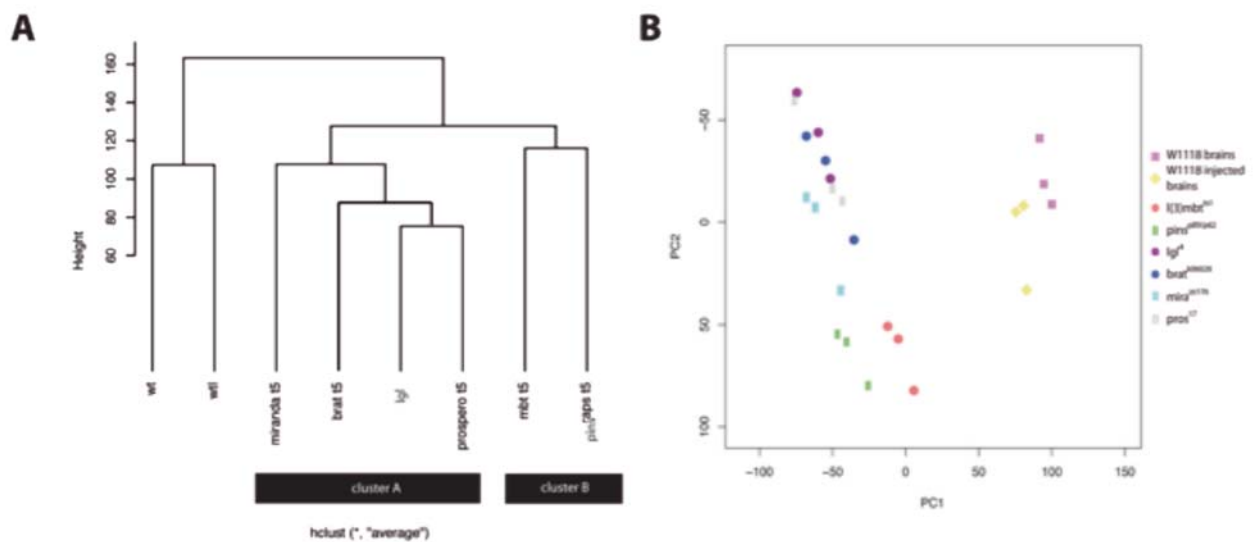 A
160
140
120
100
80
60
Height
wt
wtI
miranda t5
brat t5
lgl
prospero t5
mbt t5
raps t5
pins
cluster A
cluster B
hclust (*, "average")
B
-50
0
50
100
PC2
-100
-50
0
50
100
150
PC1
W1118 brains
W1118 injected
brains
l(3)mbt
pins
lgl
brat
mira
pros